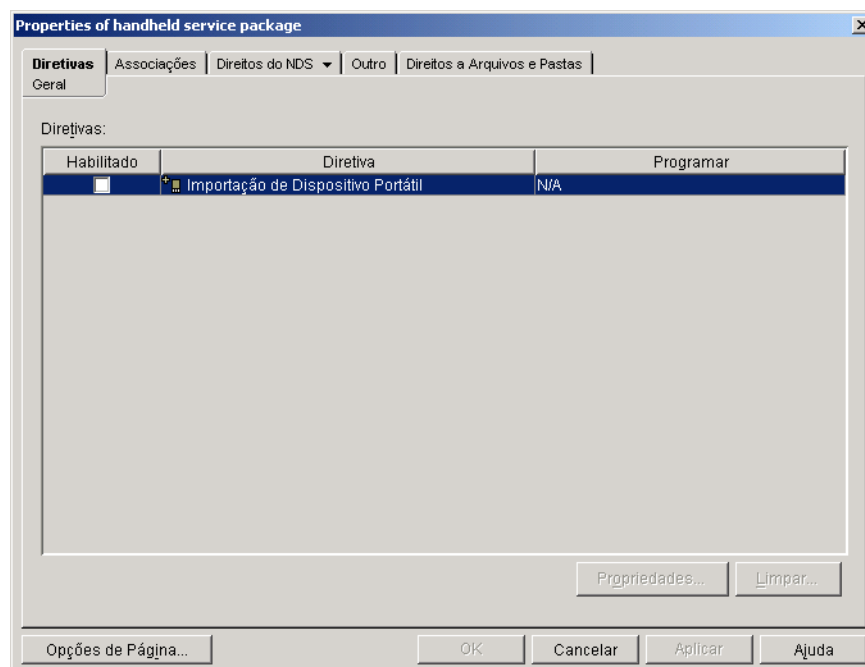 Properties of handheld service package
Diretivas Associações Direitos do NDS Outro Direitos a Arquivos e Pastas
Geral
Diretivas:
Habilitado Diretiva Programar
Importação de Dispositivo Portátil N/A
Propriedades... Limpar...
Opções de Página... OK Cancelar Aplicar Ajuda